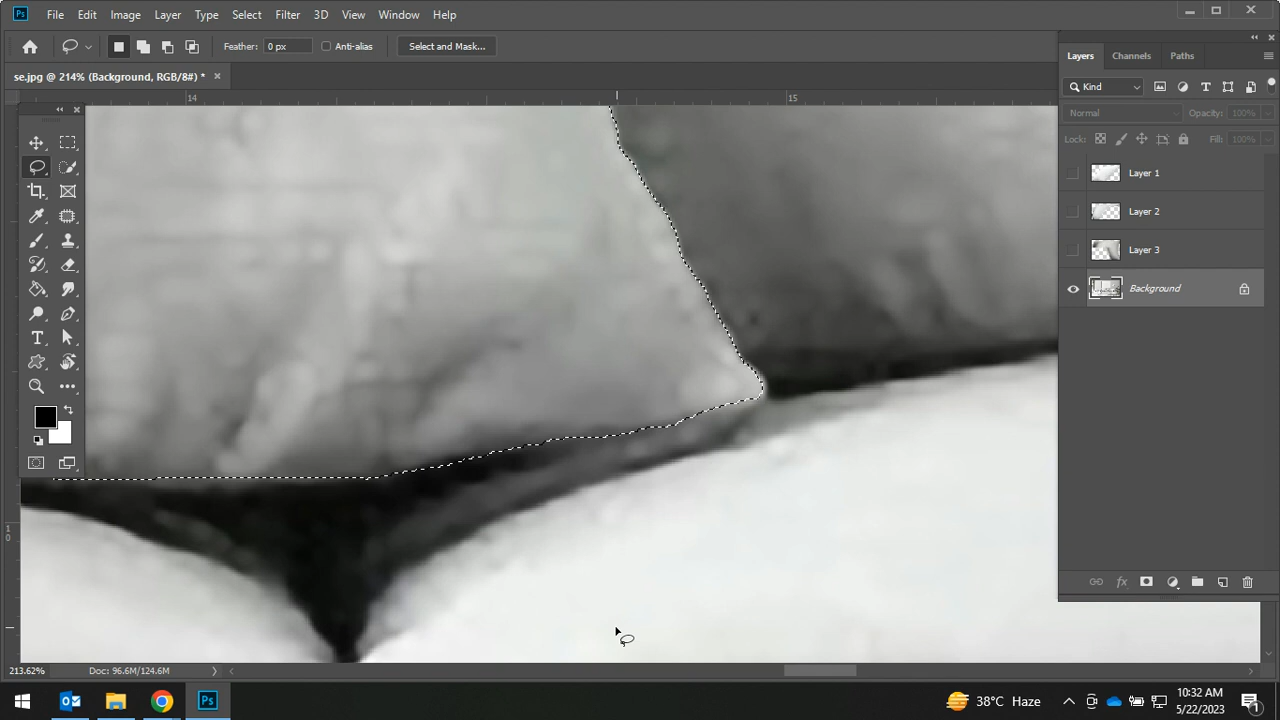 Ps File Edit Image Layer Type Select Filter 3D View Window Help
Feather: 0 px Anti-alias Select and Mask...
se.jpg @ 214% (Background, RGB/8#) * ×
14 15
Layers Channels Paths
Kind
Normal Opacity: 100%
Lock: Fill: 100%
Layer 1
Layer 2
Layer 3
Background
10
213.62% Doc: 96.6M/124.6M
Ps 38°C Haze 10:32 AM
5/22/2023 1